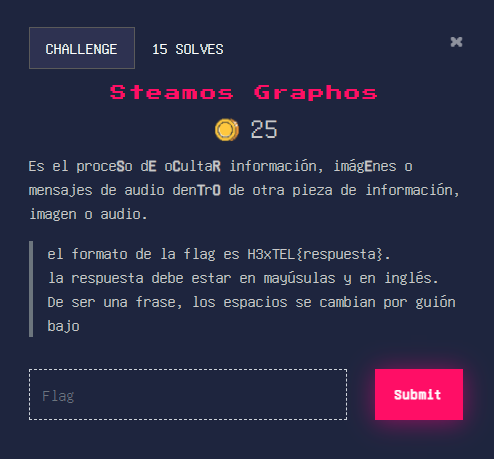 CHALLENGE 15 SOLVES
×
Steamos Graphos
25
Es el proceSo dE oCultaR información, imágEnes o
mensajes de audio denTrO de otra pieza de información,
imagen o audio.
el formato de la flag es H3xTEL{respuesta}.
la respuesta debe estar en mayúsulas y en inglés.
De ser una frase, los espacios se cambian por guión
bajo
Flag
Submit